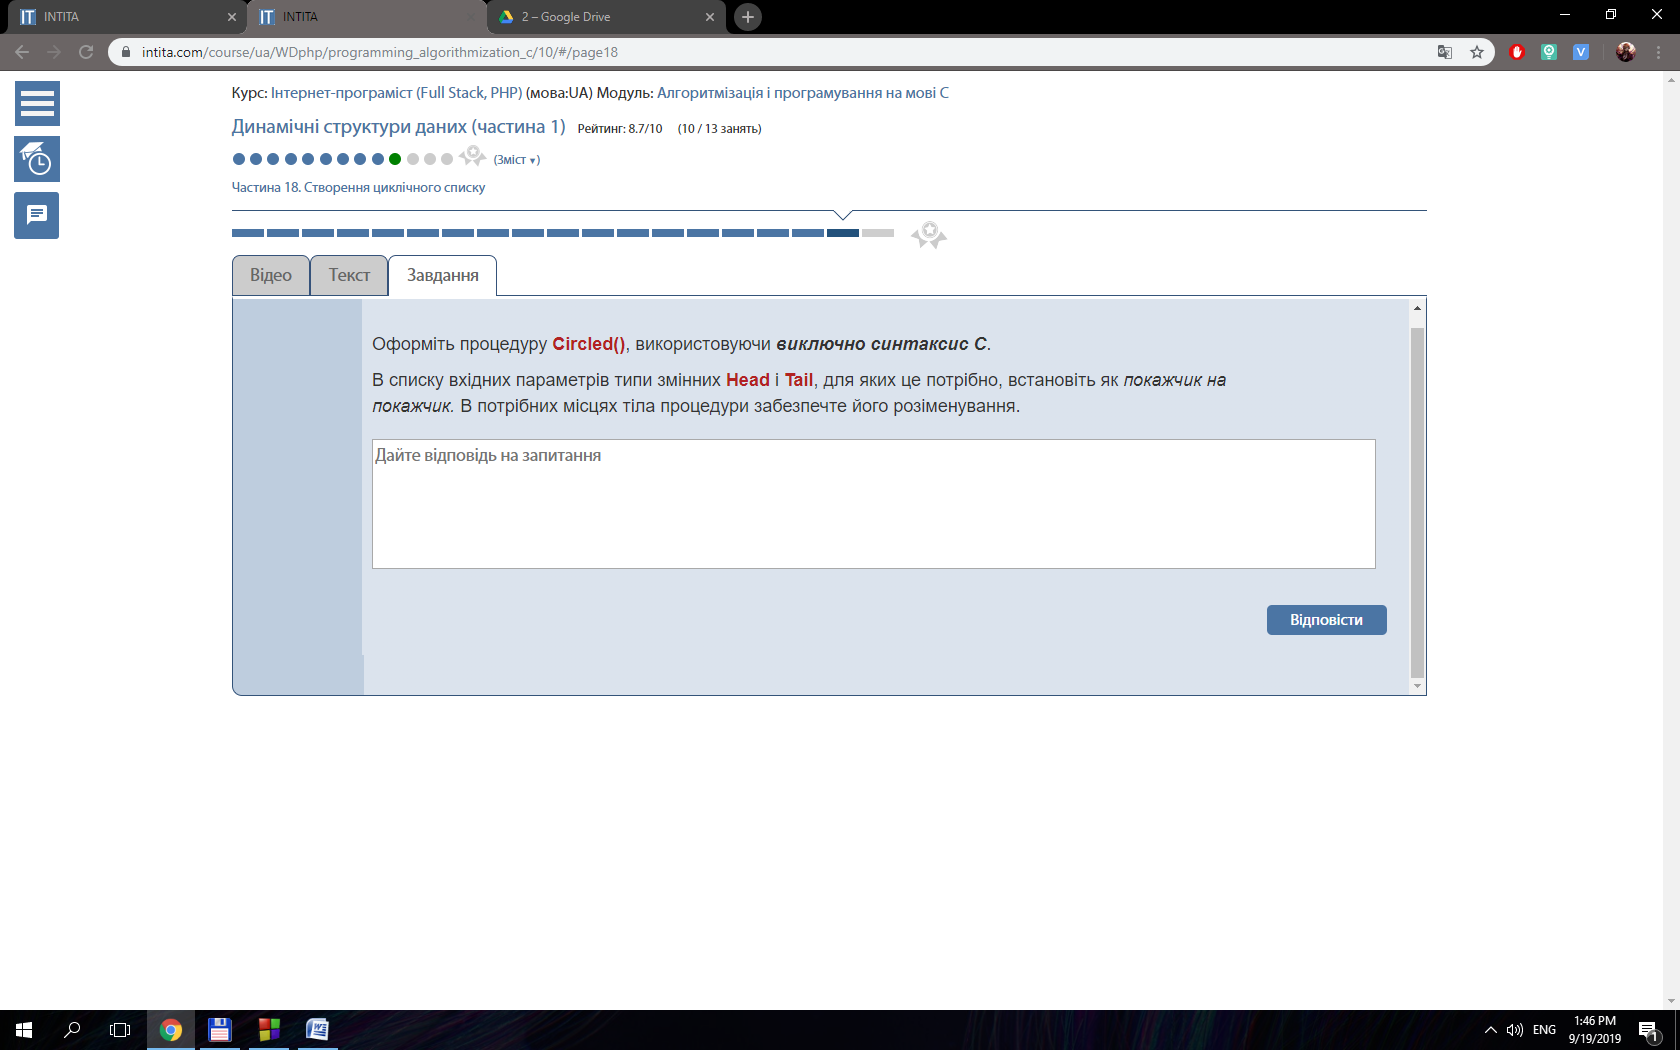 INTITA
INTITA
2 – Google Drive
intita.com/course/ua/WDphp/programming_algorithmization_c/10/#/page18
Курс: Інтернет-програміст (Full Stack, PHP) (мова:UA) Модуль: Алгоритмізація і програмування на мові С
Динамічні структури даних (частина 1) Рейтинг: 8.7/10 (10 / 13 занять)
(Зміст ▾)
Частина 18. Створення циклічного списку
Відео Текст Завдання
Оформіть процедуру Circled(), використовуючи виключно синтаксис С.
В списку вхідних параметрів типи змінних Head і Tail, для яких це потрібно, встановіть як покажчик на
покажчик. В потрібних місцях тіла процедури забезпечте його розіменування.
Дайте відповідь на запитання
Відповісти
ENG
1:46 PM
9/19/2019
1